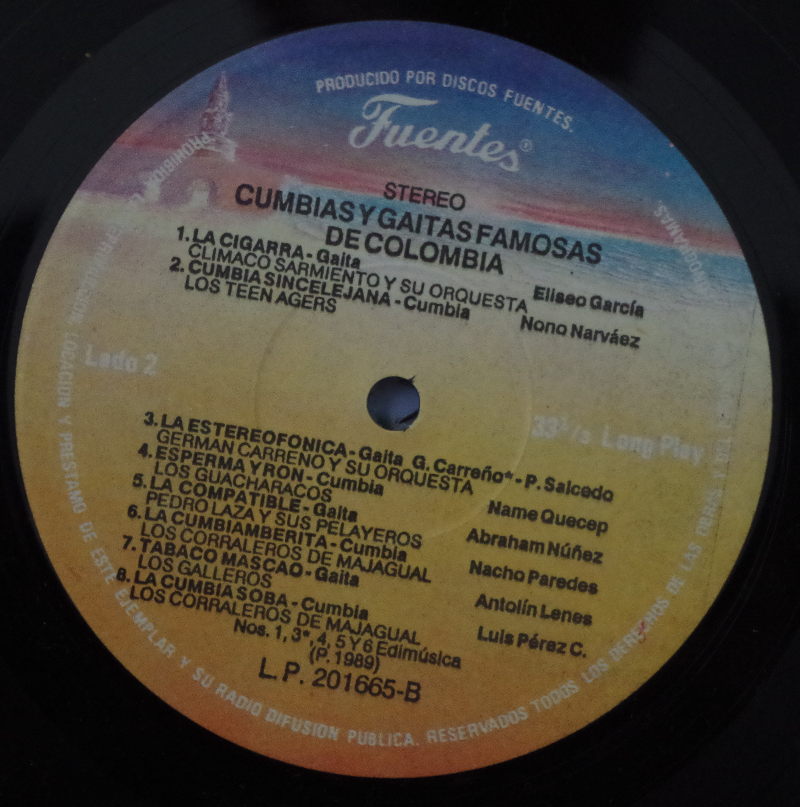 PRODUCIDO POR DISCOS FUENTES.
Fuentes®
STEREO
CUMBIAS Y GAITAS FAMOSAS
DE COLOMBIA
1. LA CIGARRA - Gaita
CLIMACO SARMIENTO Y SU ORQUESTA Eliseo García
2. CUMBIA SINCELEJANA - Cumbia
LOS TEEN AGERS Nono Narváez
Lado 2
33 1/3 Long Play
3. LA ESTEREOFONICA - Gaita G. Carreño* - P. Salcedo
GERMAN CARREÑO Y SU ORQUESTA
4. ESPERMA Y RON - Cumbia Name Quecep
LOS GUACHARACOS
5. LA COMPATIBLE - Gaita Abraham Núñez
PEDRO LAZA Y SUS PELAYEROS
6. LA CUMBIAMBERITA - Cumbia Nacho Paredes
LOS CORRALEROS DE MAJAGUAL
7. TABACO MASCAO - Gaita Antolín Lenes
LOS GALLEROS
8. LA CUMBIA SOBA - Cumbia Luis Pérez C.
LOS CORRALEROS DE MAJAGUAL
Nos. 1, 3*, 4, 5 Y 6 Edimúsica
(P. 1989)
L.P. 201665-B
LOCACION Y PRESTAMO DE ESTE EJEMPLAR Y SU RADIO DIFUSION PUBLICA. RESERVADOS TODOS LOS DERECHOS DE LAS OBRAS